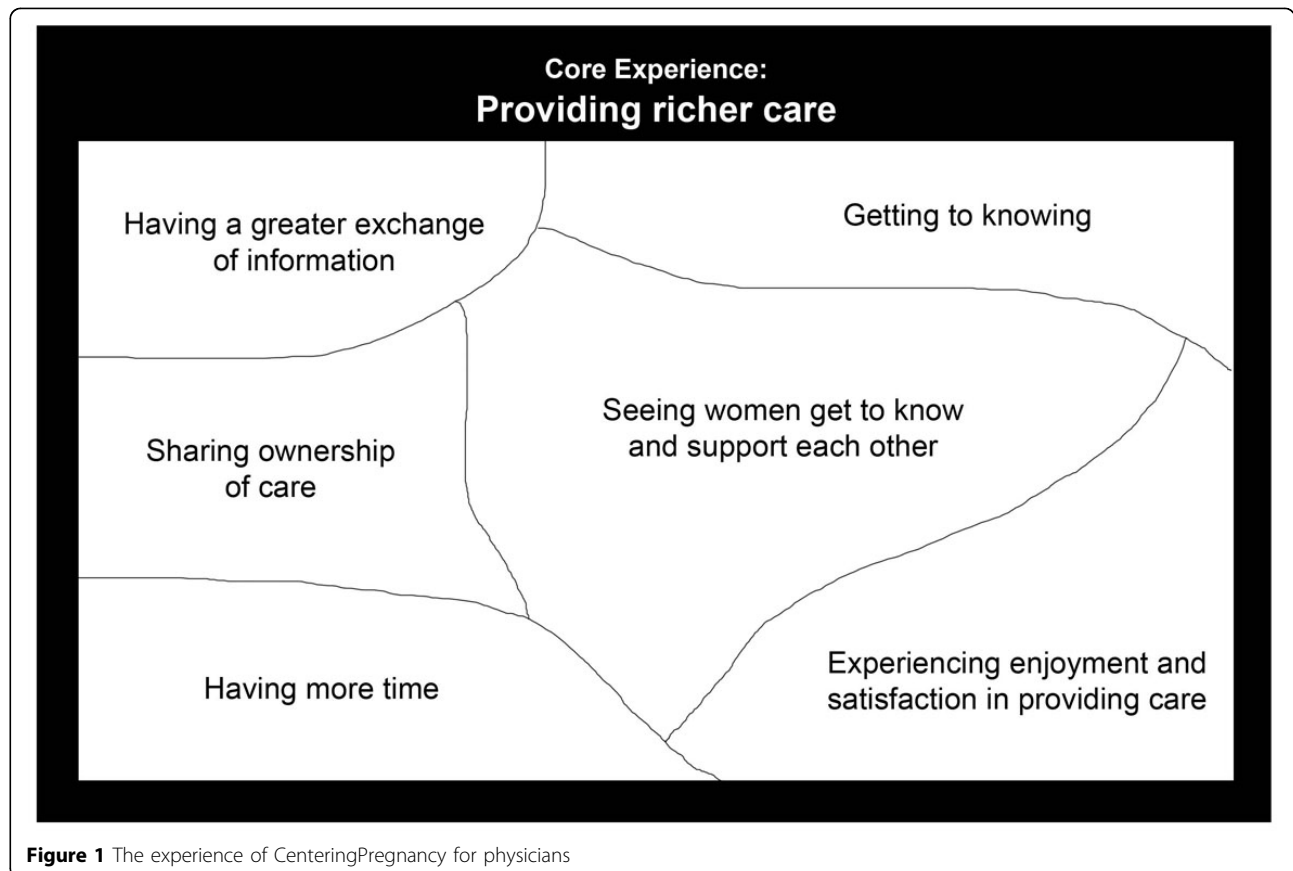 Core Experience:
Providing richer care
Having a greater exchange
of information
Getting to knowing
Seeing women get to know
and support each other
Sharing ownership
of care
Having more time
Experiencing enjoyment and
satisfaction in providing care
Figure 1 The experience of CenteringPregnancy for physicians